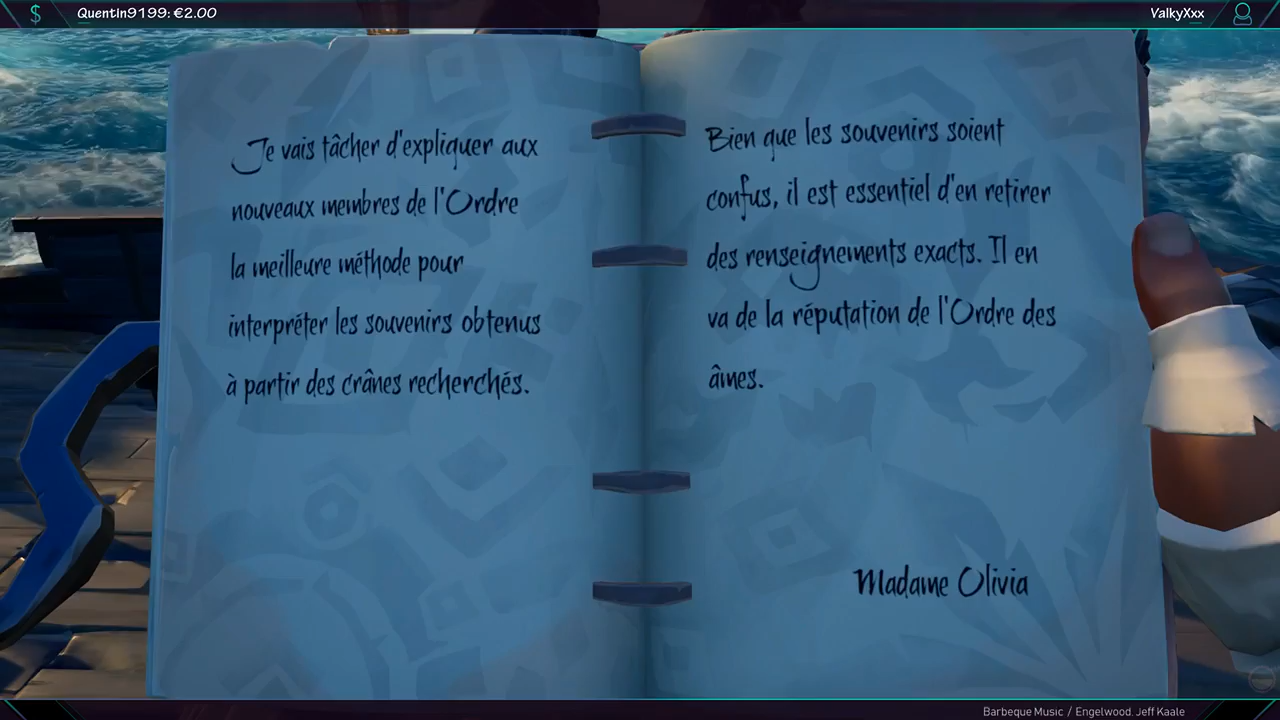 QuentIn9199: €2.00
ValkyXxx
Je vais tâcher d'expliquer aux
nouveaux membres de l'Ordre
la meilleure méthode pour
interpréter les souvenirs obtenus
à partir des crânes recherchés.
Bien que les souvenirs soient
confus, il est essentiel d'en retirer
des renseignements exacts. Il en
va de la réputation de l'Ordre des
âmes.
Madame Olivia
Barbeque Music / Engelwood. Jeff Kaale